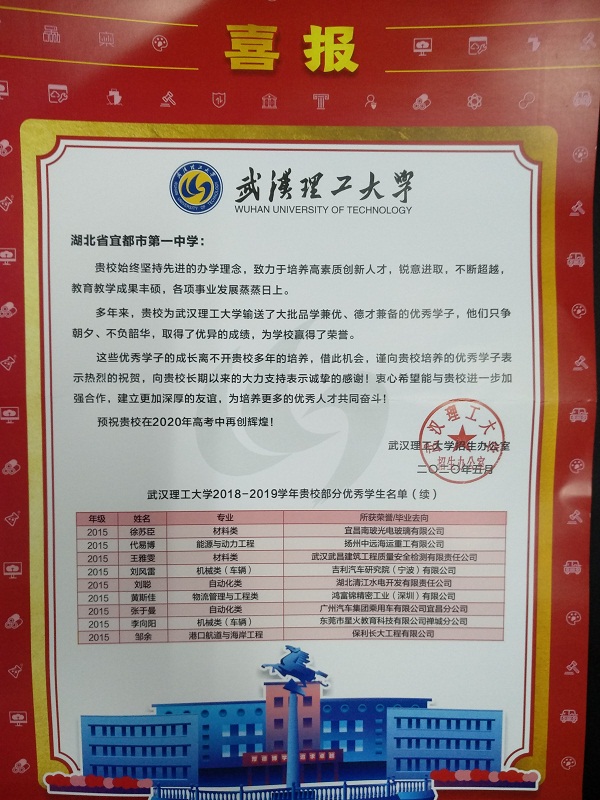 喜报
武汉理工大学
WUHAN UNIVERSITY OF TECHNOLOGY
湖北省宜都市第一中学：
贵校始终坚持先进的办学理念，致力于培养高素质创新人才，锐意进取，不断超越，
教育教学成果丰硕，各项事业发展蒸蒸日上。
多年来，贵校为武汉理工大学输送了大批品学兼优、德才兼备的优秀学子，他们只争
朝夕、不负韶华，取得了优异的成绩，为学校赢得了荣誉。
这些优秀学子的成长离不开贵校多年的培养，借此机会，谨向贵校培养的优秀学子表
示热烈的祝贺，向贵校长期以来的大力支持表示诚挚的感谢！衷心希望能与贵校进一步加
强合作，建立更加深厚的友谊，为培养更多的优秀人才共同奋斗！
预祝贵校在2020年高考中再创辉煌！
武汉理工大学招生办公室
二〇二〇年五月
武汉理工大学
招生办公室
武汉理工大学2018-2019学年贵校部分优秀学生名单（续）
年级 姓名 专业 所获荣誉/毕业去向
2015 徐苏臣 材料类 宜昌南玻光电玻璃有限公司
2015 代易博 能源与动力工程 扬州中远海运重工有限公司
2015 王雅雯 材料类 武汉武昌建筑工程质量安全检测有限责任公司
2015 刘风雷 机械类（车辆） 吉利汽车研究院（宁波）有限公司
2015 刘聪 自动化类 湖北清江水电开发有限责任公司
2015 黄斯佳 物流管理与工程类 鸿富锦精密工业（深圳）有限公司
2015 张于曼 自动化类 广州汽车集团乘用车有限公司宜昌分公司
2015 李向阳 机械类（车辆） 东莞市星火教育科技有限公司禅城分公司
2015 邹余 港口航道与海岸工程 保利长大工程有限公司